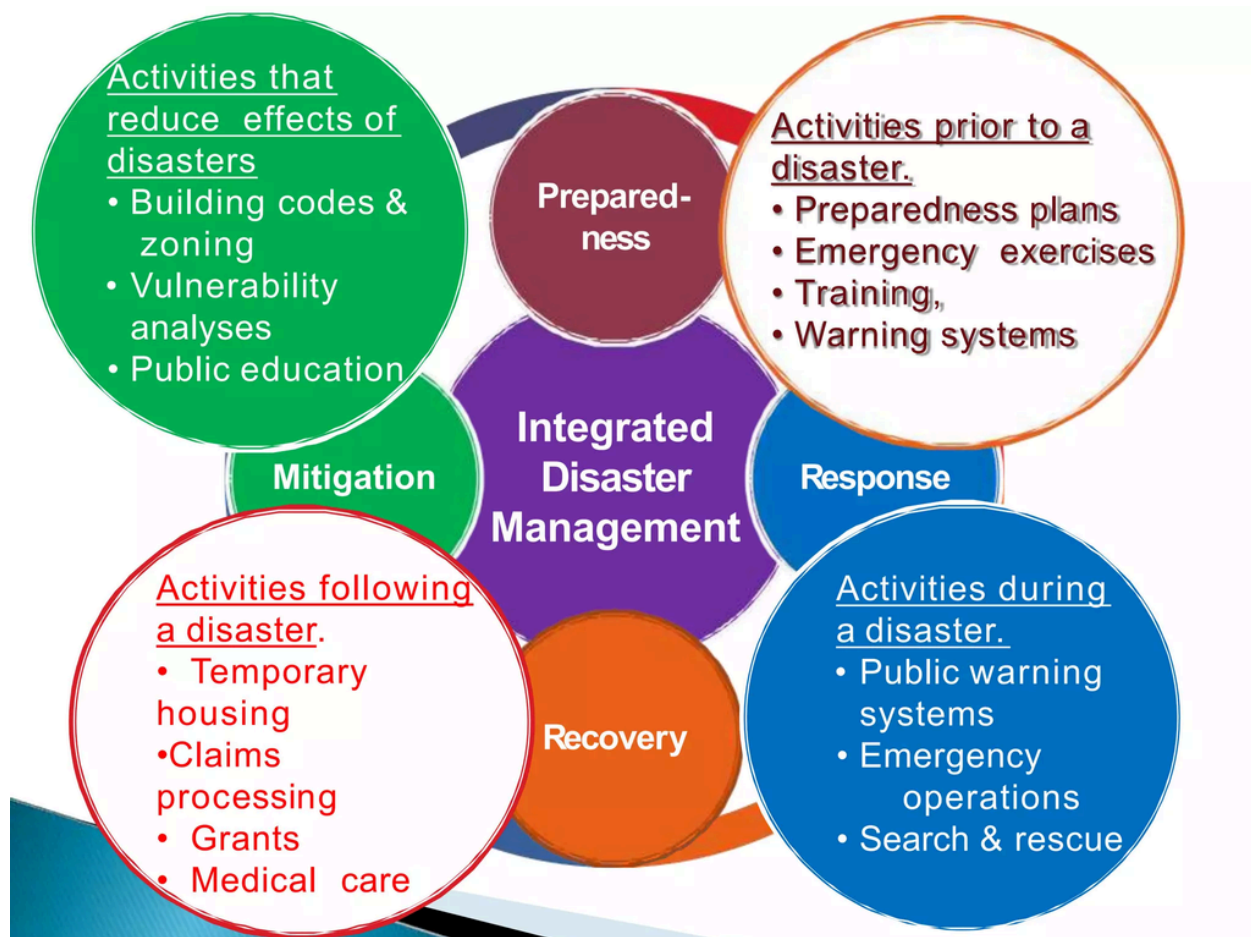 Activities that
reduce effects of
disasters
• Building codes &
zoning
• Vulnerability
analyses
• Public education
Prepared-
ness
Activities prior to a
disaster.
• Preparedness plans
• Emergency exercises
• Training,
• Warning systems
Mitigation
Integrated
Disaster
Management
Response
Activities following
a disaster.
• Temporary
housing
•Claims
processing
• Grants
• Medical care
Recovery
Activities during
a disaster.
• Public warning
systems
• Emergency
operations
• Search & rescue